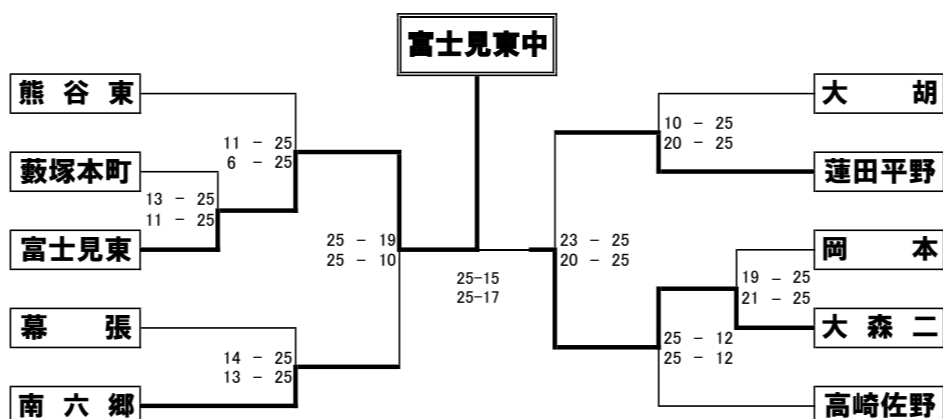 富士見東中
熊谷東
11 - 25
6 - 25
藪塚本町
13 - 25
11 - 25
富士見東
25 - 19
25 - 10
幕張
14 - 25
13 - 25
南六郷
25-15
25-17
大胡
10 - 25
20 - 25
蓮田平野
23 - 25
20 - 25
岡本
19 - 25
21 - 25
大森二
25 - 12
25 - 12
高崎佐野